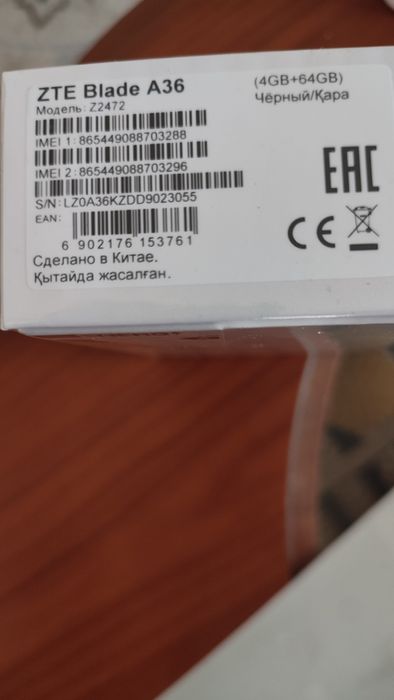 ZTE Blade A36
(4GB+64GB)
Модель: Z2472
Чёрный/Қара
IMEI 1: 865449088703288
IMEI 2: 865449088703296
S/N: LZ0A36KZDD9023055
EAN:
6 902176 153761
EAC
CE
Сделано в Китае.
Қытайда жасалған.